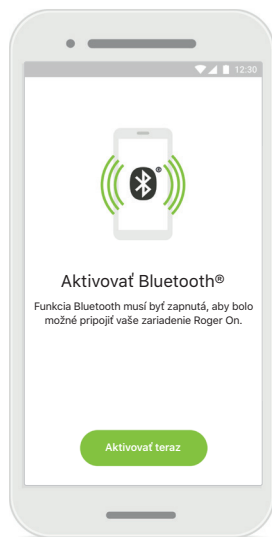 12:30
Aktivovať Bluetooth®
Funkcia Bluetooth musí byť zapnutá, aby bolo
možné pripojiť vaše zariadenie Roger On.
Aktivovať teraz